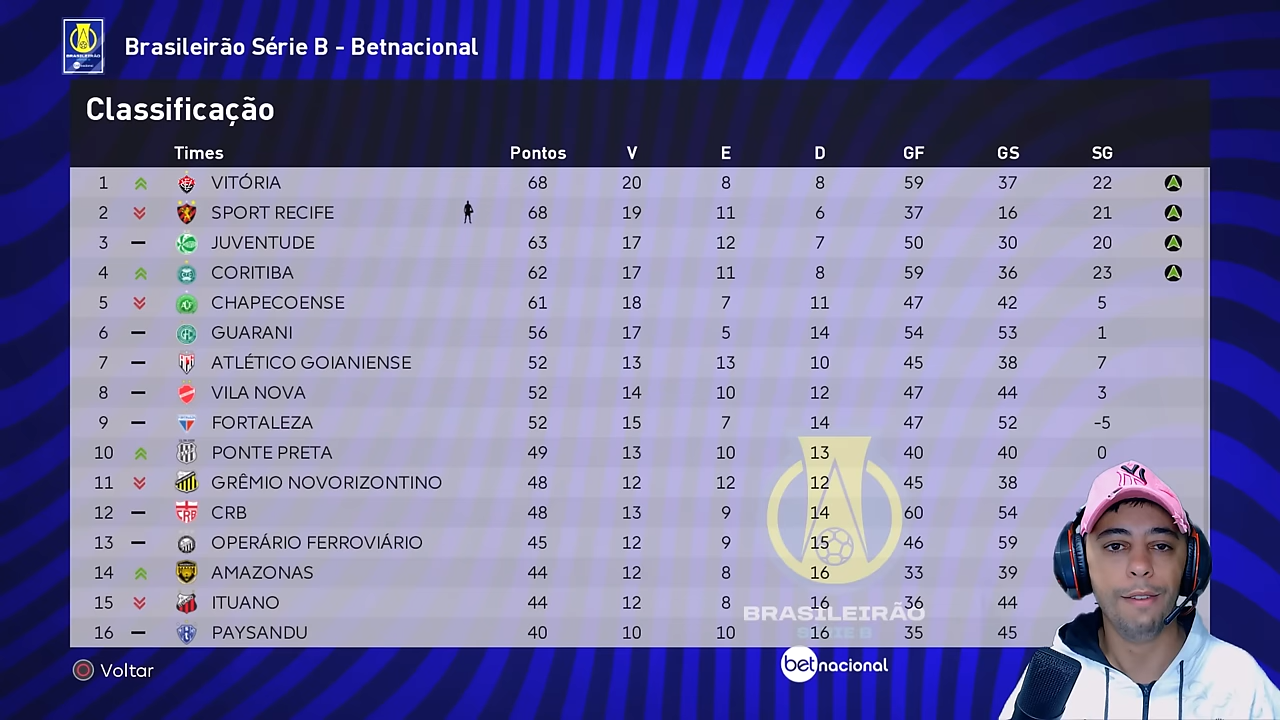 Brasileirão Série B - Betnacional
Classificação
Times Pontos V E D GF GS SG
1 VITÓRIA 68 20 8 8 59 37 22
2 SPORT RECIFE 68 19 11 6 37 16 21
3 JUVENTUDE 63 17 12 7 50 30 20
4 CORITIBA 62 17 11 8 59 36 23
5 CHAPECOENSE 61 18 7 11 47 42 5
6 GUARANI 56 17 5 14 54 53 1
7 ATLÉTICO GOIANIENSE 52 13 13 10 45 38 7
8 VILA NOVA 52 14 10 12 47 44 3
9 FORTALEZA 52 15 7 14 47 52 -5
10 PONTE PRETA 49 13 10 13 40 40 0
11 GRÊMIO NOVORIZONTINO 48 12 12 12 45 38
12 CRB 48 13 9 14 60 54
13 OPERÁRIO FERROVIÁRIO 45 12 9 15 46 59
14 AMAZONAS 44 12 8 16 33 39
15 ITUANO 44 12 8 16 36 44
16 PAYSANDU 40 10 10 16 35 45
BRASILEIRÃO
SÉRIE B
betnacional
Voltar